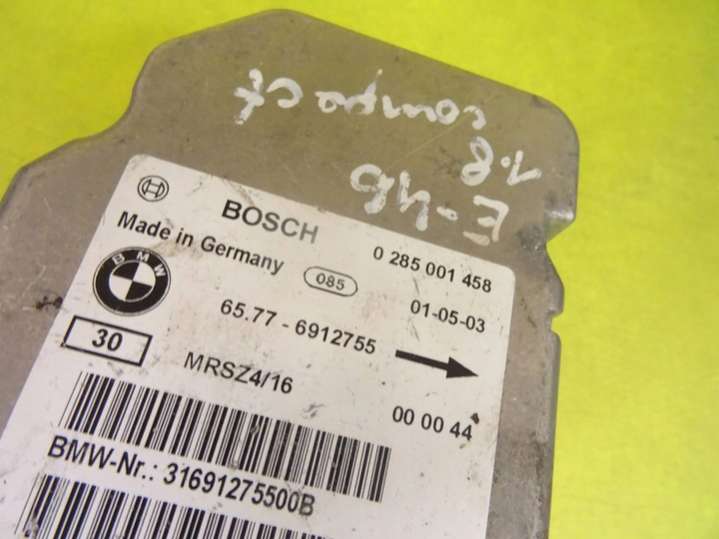 E-46
1.8
compact
BOSCH
0 285 001 458
Made in Germany
085
01-05-03
BMW
65.77 - 6912755
30
MRSZ4/16
00 00 44
BMW-Nr.: 31691275500B